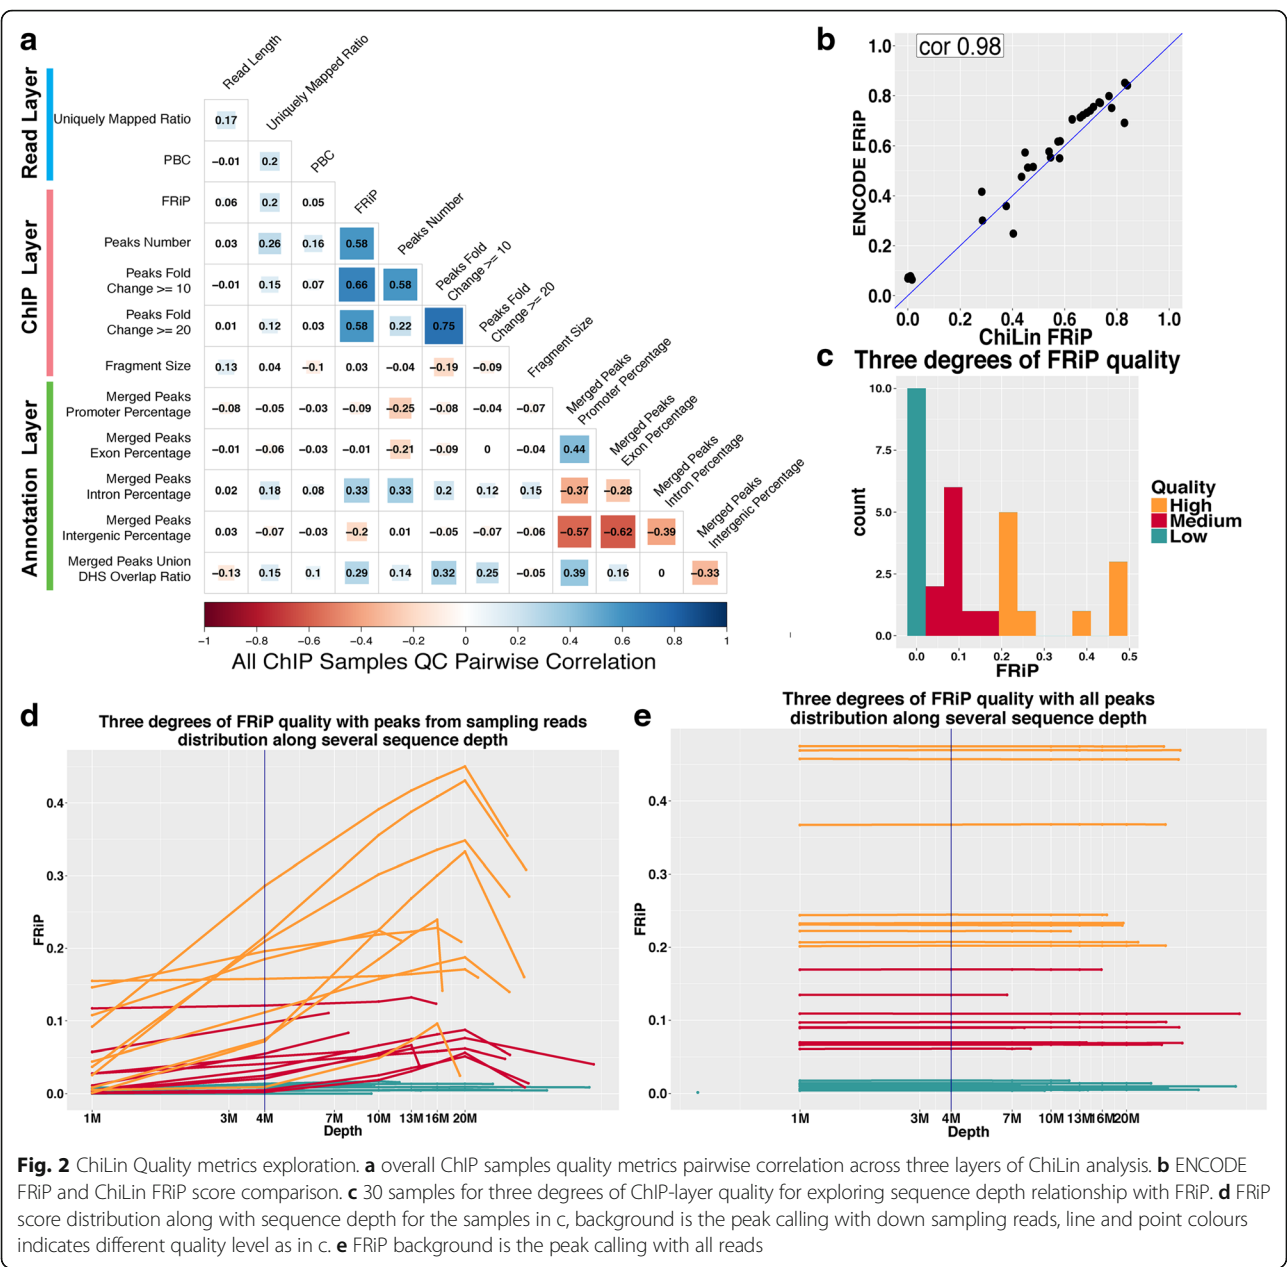 a
Read Layer
ChIP Layer
Annotation Layer
Read Length
Uniquely Mapped Ratio
PBC
FRiP
Peaks Number
Peaks Fold
Change >= 10
Peaks Fold
Change >= 20
Fragment Size
Merged Peaks
Promoter Percentage
Merged Peaks
Exon Percentage
Merged Peaks
Intron Percentage
Merged Peaks
Intergenic Percentage
Uniquely Mapped Ratio 0.17
PBC −0.01 0.2
FRiP 0.06 0.2 0.05
Peaks Number 0.03 0.26 0.16 0.58
Peaks Fold
Change >= 10 −0.01 0.15 0.07 0.66 0.58
Peaks Fold
Change >= 20 0.01 0.12 0.03 0.58 0.22 0.75
Fragment Size 0.13 0.04 −0.1 0.03 −0.04 −0.19 −0.09
Merged Peaks
Promoter Percentage −0.08 −0.05 −0.03 −0.09 −0.25 −0.08 −0.04 −0.07
Merged Peaks
Exon Percentage −0.01 −0.06 −0.03 −0.01 −0.21 −0.09 0 −0.04 0.44
Merged Peaks
Intron Percentage 0.02 0.18 0.08 0.33 0.33 0.2 0.12 0.15 −0.37 −0.28
Merged Peaks
Intergenic Percentage 0.03 −0.07 −0.03 −0.2 0.01 −0.05 −0.07 −0.06 −0.57 −0.62 −0.39
Merged Peaks Union
DHS Overlap Ratio −0.13 0.15 0.1 0.29 0.14 0.32 0.25 −0.05 0.39 0.16 0 −0.33
−1 −0.8 −0.6 −0.4 −0.2 0 0.2 0.4 0.6 0.8 1
All ChIP Samples QC Pairwise Correlation
b
cor 0.98
ENCODE FRiP
1.0
0.8
0.6
0.4
0.2
0.0
0.0 0.2 0.4 0.6 0.8 1.0
ChiLin FRiP
c
Three degrees of FRiP quality
count
10.0
7.5
5.0
2.5
0.0
0.0 0.1 0.2 0.3 0.4 0.5
FRiP
Quality
High
Medium
Low
d
Three degrees of FRiP quality with peaks from sampling reads
distribution along several sequence depth
FRiP
0.4
0.3
0.2
0.1
0.0
1M 3M 4M 7M 10M 13M 16M 20M
Depth
e
Three degrees of FRiP quality with all peaks
distribution along several sequence depth
FRiP
0.4
0.3
0.2
0.1
0.0
1M 3M 4M 7M 10M 13M 16M 20M
Depth
Fig. 2 ChiLin Quality metrics exploration. a overall ChIP samples quality metrics pairwise correlation across three layers of ChiLin analysis. b ENCODE
FRiP and ChiLin FRiP score comparison. c 30 samples for three degrees of ChIP-layer quality for exploring sequence depth relationship with FRiP. d FRiP
score distribution along with sequence depth for the samples in c, background is the peak calling with down sampling reads, line and point colours
indicates different quality level as in c. e FRiP background is the peak calling with all reads